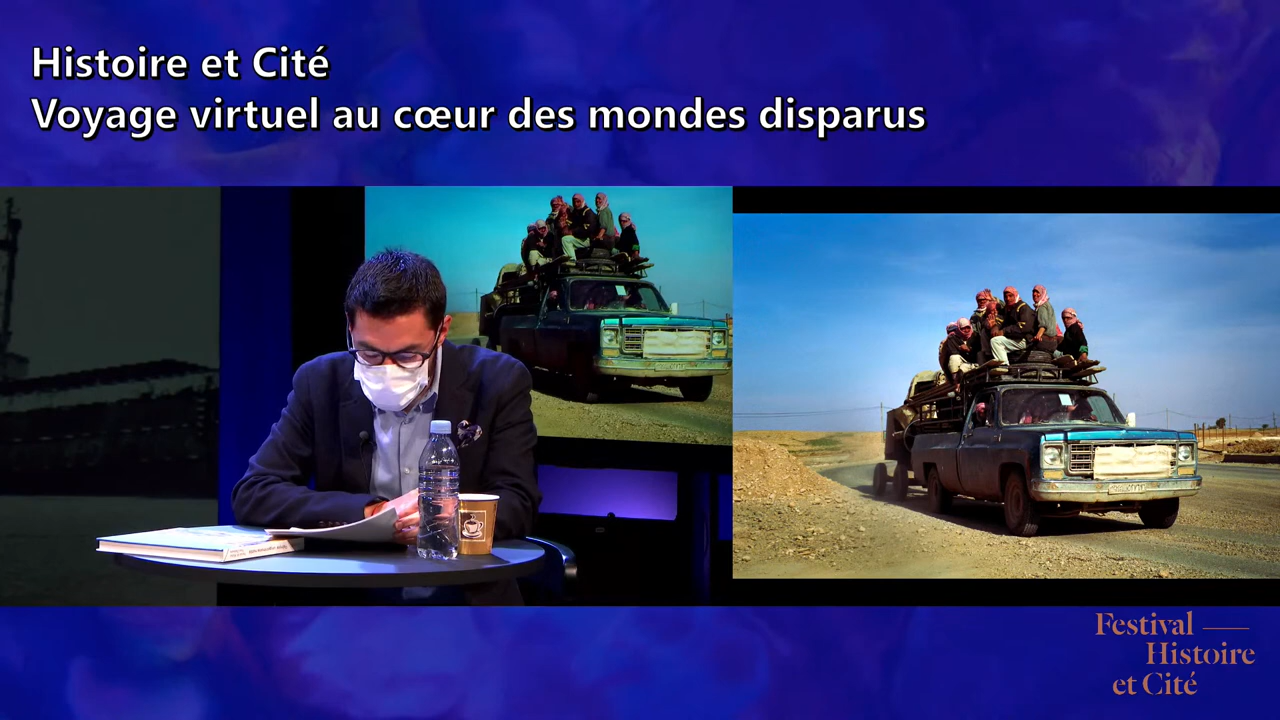 Histoire et Cité
Voyage virtuel au cœur des mondes disparus
Festival
Histoire
et Cité